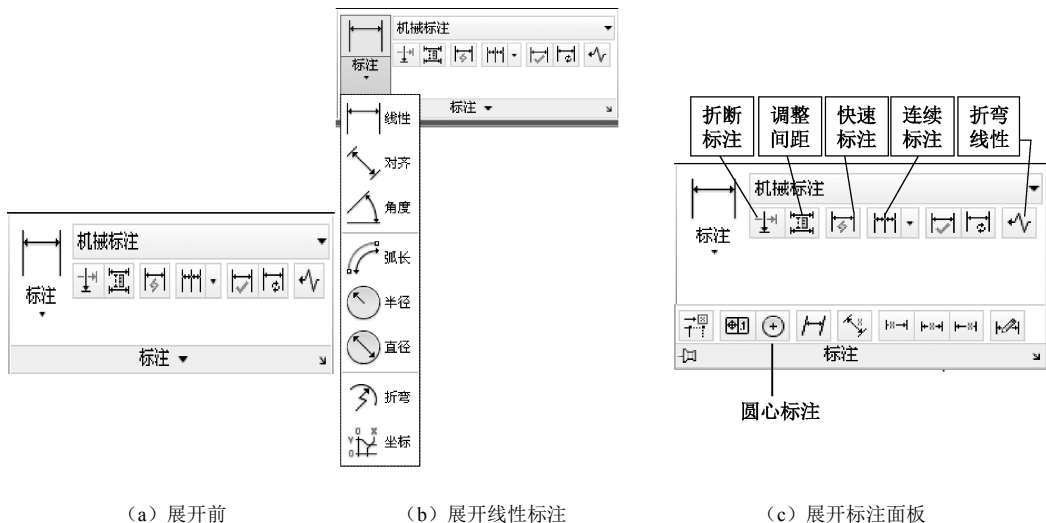 机械标注
标注
标注
机械标注
标注
标注
线性
对齐
角度
弧长
半径
直径
折弯
坐标
折断标注
调整间距
快速标注
连续标注
折弯线性
机械标注
标注
标注
圆心标注
(a)展开前
(b)展开线性标注
(c)展开标注面板